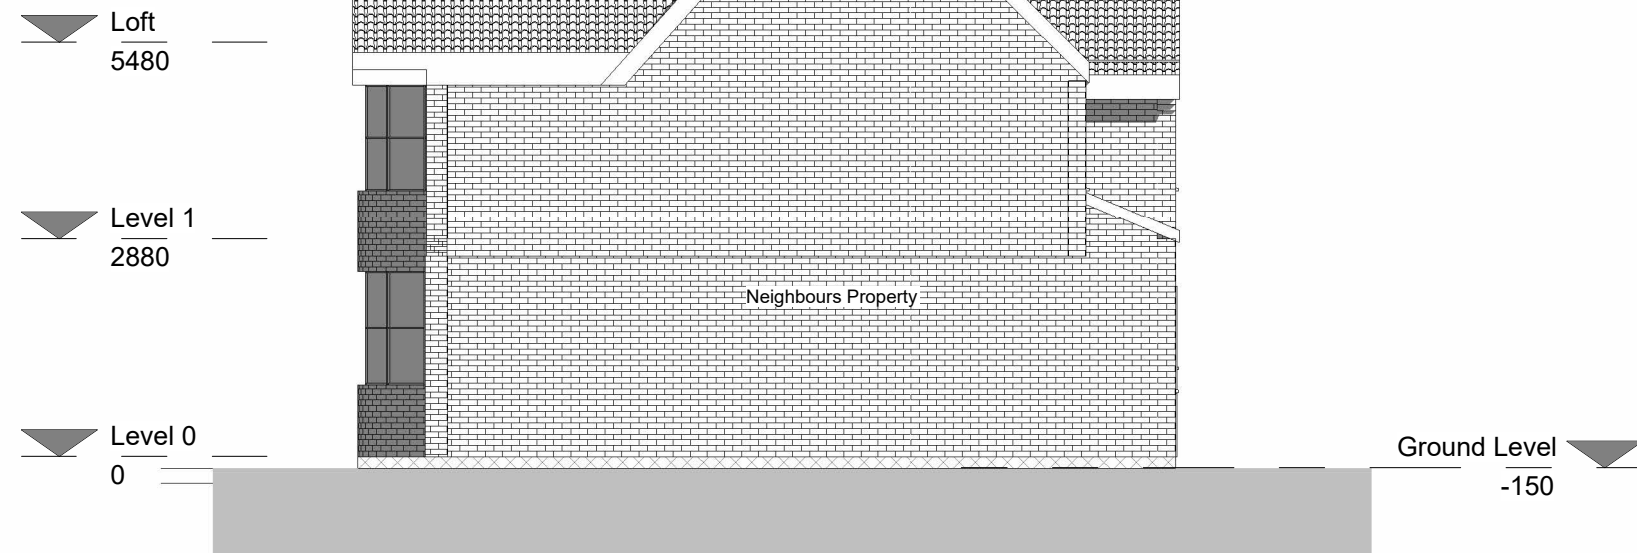 Loft
5480
Level 1
2880
Neighbours Property
Level 0
0
Ground Level
-150